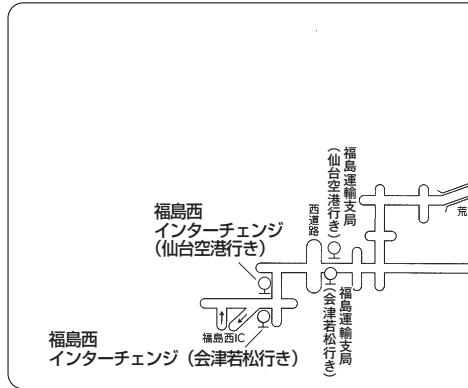 福島運輸支局
（仙台空港行き）
西道路
荒
福島西
インターチェンジ
（仙台空港行き）
福島運輸支局
（会津若松行き）
福島西IC
福島西
インターチェンジ（会津若松行き）